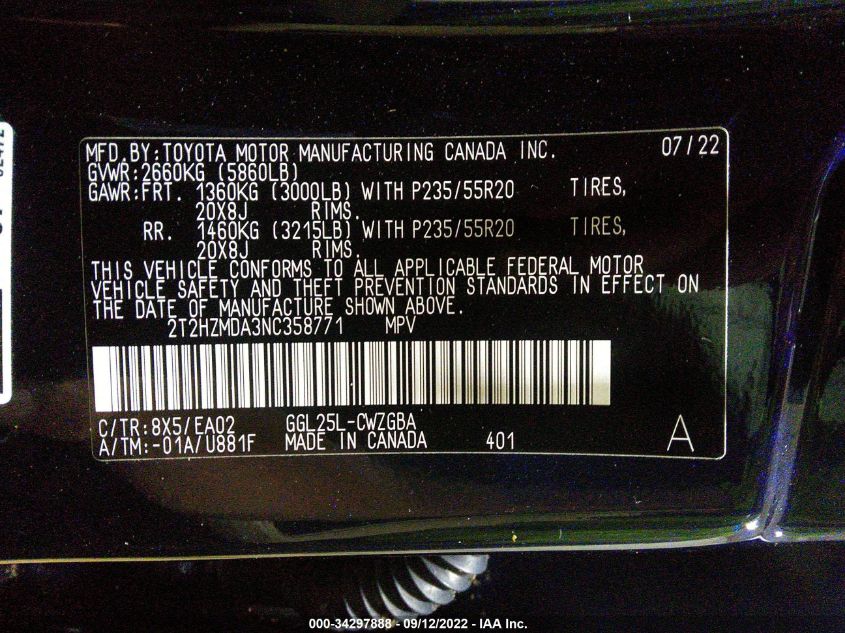 MFD.BY:TOYOTA MOTOR MANUFACTURING CANADA INC. 07/22
GVWR:2660KG (5860LB)
GAWR:FRT. 1360KG (3000LB) WITH P235/55R20 TIRES,
20X8J RIMS.
RR. 1460KG (3215LB) WITH P235/55R20 TIRES,
20X8J RIMS.
THIS VEHICLE CONFORMS TO ALL APPLICABLE FEDERAL MOTOR
VEHICLE SAFETY AND THEFT PREVENTION STANDARDS IN EFFECT ON
THE DATE OF MANUFACTURE SHOWN ABOVE.
2T2HZMDA3NC358771 MPV
C/TR:8X5/EA02 GGL25L-CWZGBA
A/TM:-01A/U881F MADE IN CANADA 401 A
000-34297888 - 09/12/2022 - IAA Inc.